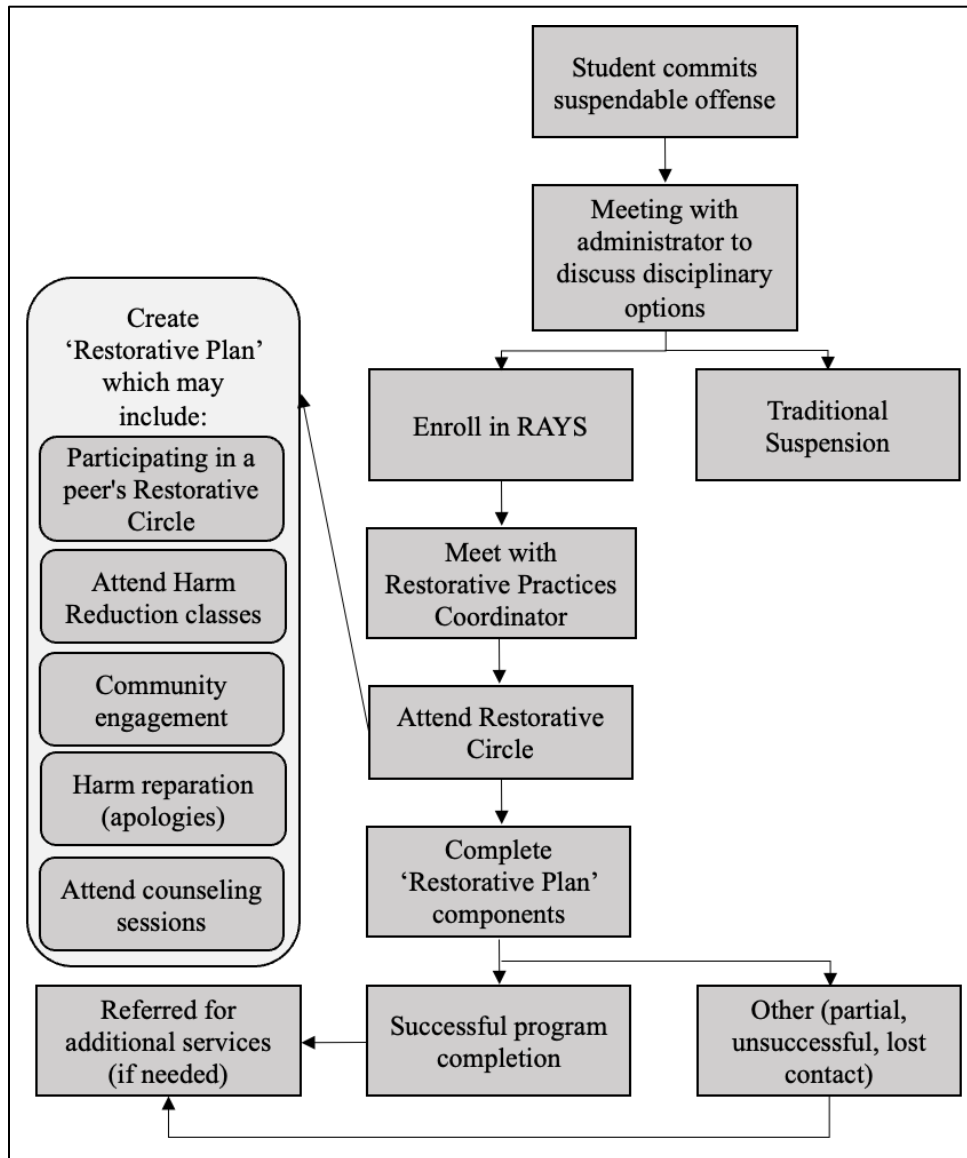 Student commits
suspendable offense
Meeting with
administrator to
discuss disciplinary
options
Enroll in RAYS
Traditional
Suspension
Meet with
Restorative Practices
Coordinator
Attend Restorative
Circle
Create
‘Restorative Plan’
which may
include:
Participating in a
peer's Restorative
Circle
Attend Harm
Reduction classes
Community
engagement
Harm reparation
(apologies)
Attend counseling
sessions
Complete
‘Restorative Plan’
components
Successful program
completion
Other (partial,
unsuccessful, lost
contact)
Referred for
additional services
(if needed)